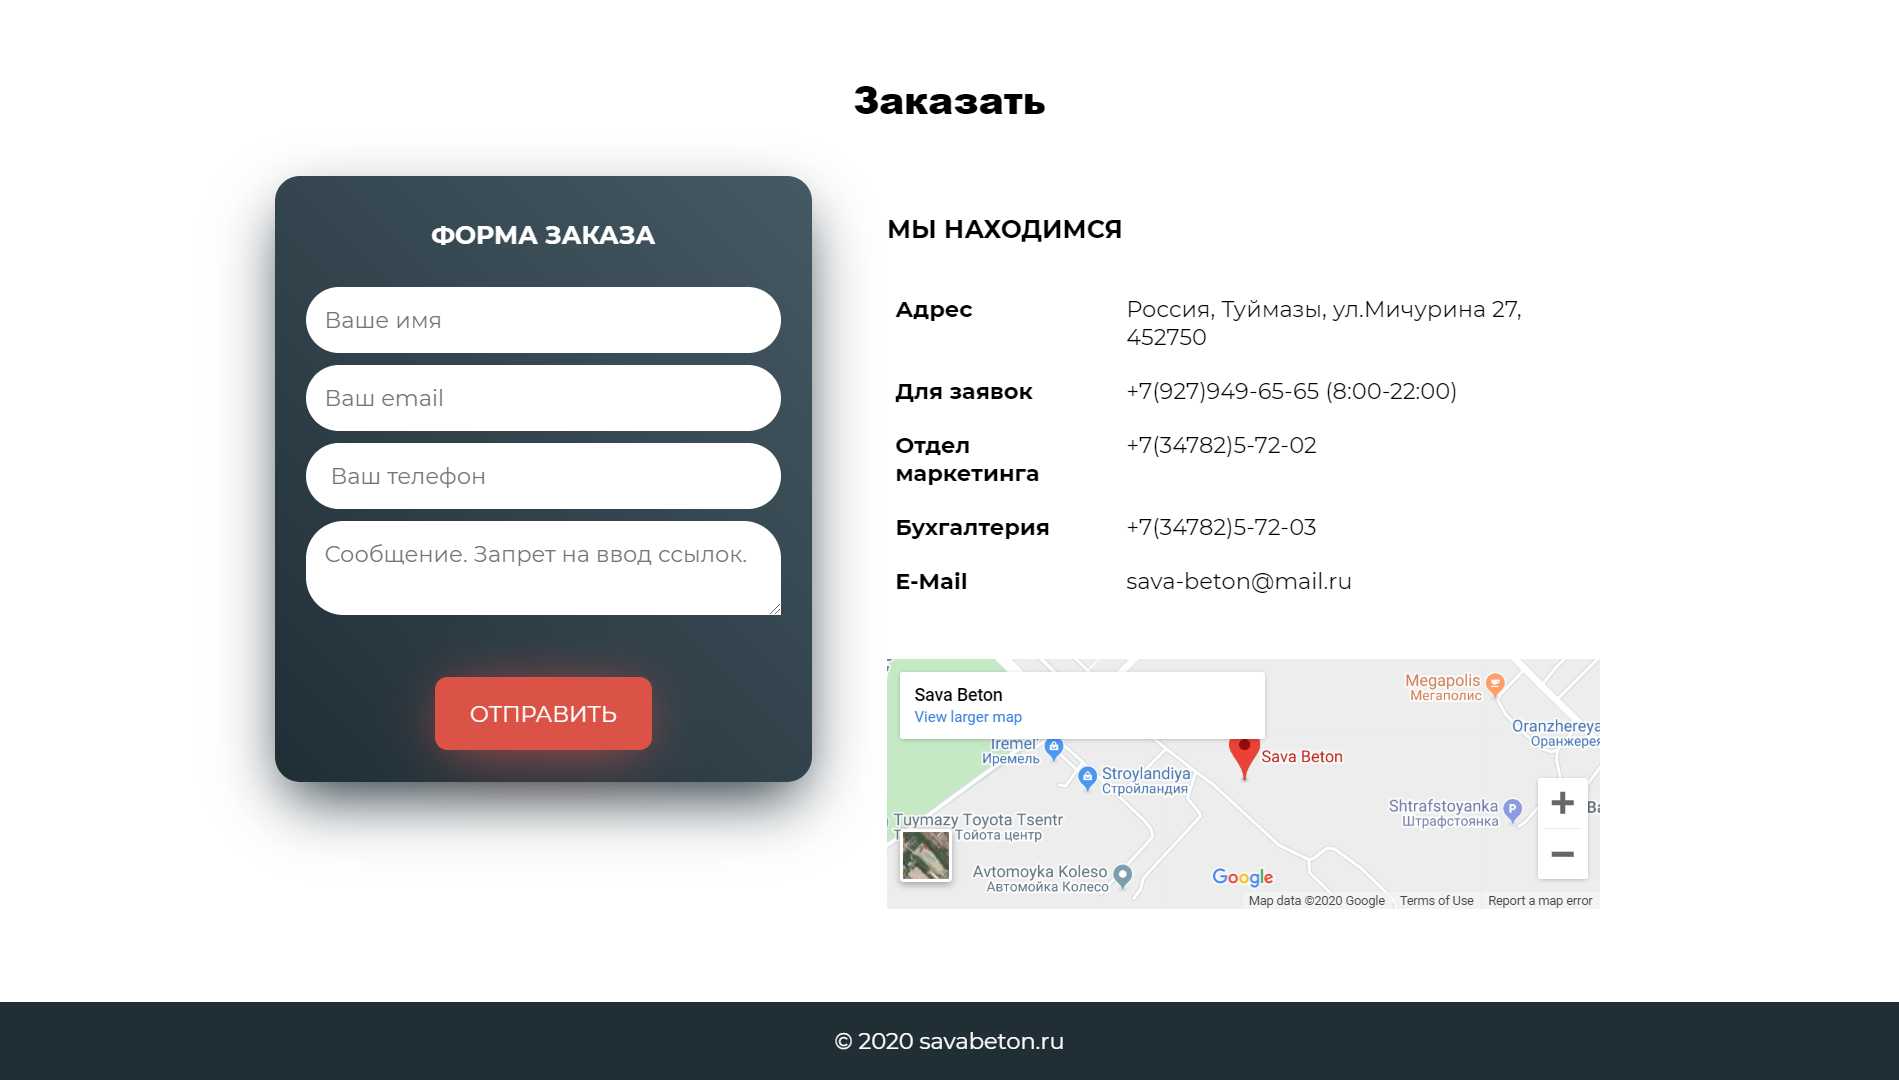 Заказать
ФОРМА ЗАКАЗА
Ваше имя
Ваш email
Ваш телефон
Сообщение. Запрет на ввод ссылок.
ОТПРАВИТЬ
МЫ НАХОДИМСЯ
Адрес
Россия, Туймазы, ул.Мичурина 27,
452750
Для заявок
+7(927)949-65-65 (8:00-22:00)
Отдел
маркетинга
+7(34782)5-72-02
Бухгалтерия
+7(34782)5-72-03
E-Mail
sava-beton@mail.ru
Sava Beton
View larger map
Megapolis
Мегаполис
Oranzhereya
Оранжерея
Iremel'
Иремель
Sava Beton
Stroylandiya
Стройландия
Shtrafstoyanka
Штрафстоянка
P
Tuymazy Toyota Tsentr
Тойота центр
Avtomoyka Koleso
Автомойка Колесо
Google
Map data ©2020 Google
Terms of Use
Report a map error
© 2020 savabeton.ru